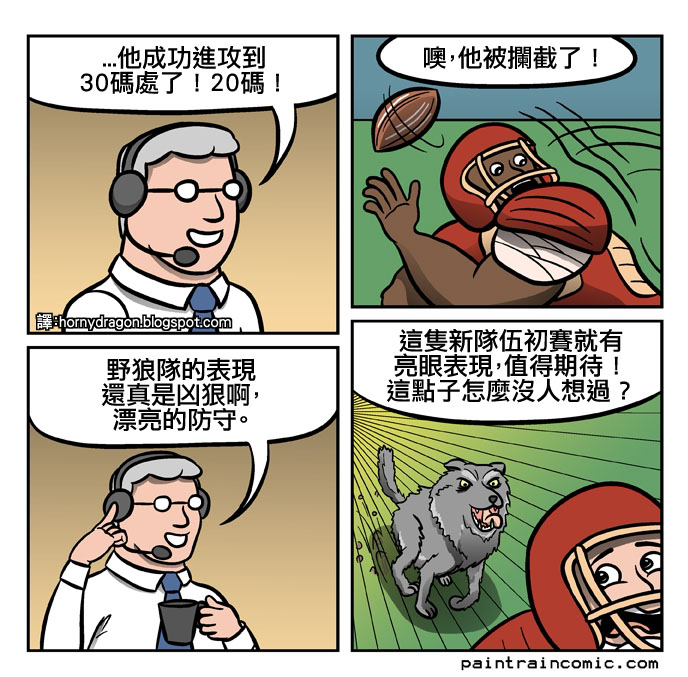 ...他成功進攻到
30碼處了！20碼！
譯:hornydragon.blogspot.com
噢,他被攔截了！
野狼隊的表現
還真是凶狠啊,
漂亮的防守。
這隻新隊伍初賽就有
亮眼表現,值得期待！
這點子怎麼沒人想過？
paintraincomic.com